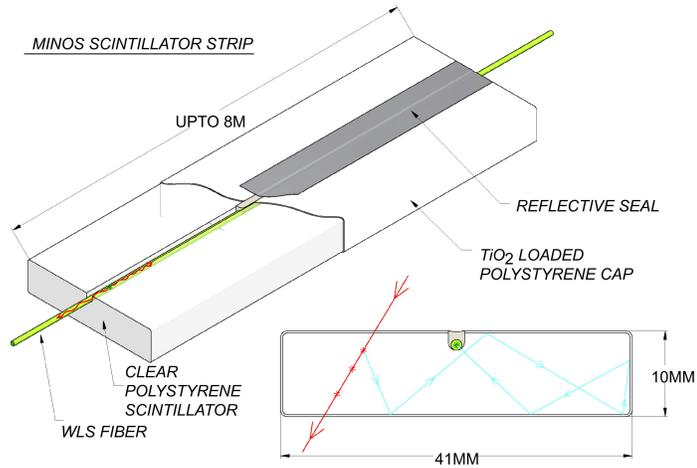 MINOS SCINTILLATOR STRIP
UPTO 8M
REFLECTIVE SEAL
TiO2 LOADED
POLYSTYRENE CAP
CLEAR
POLYSTYRENE
SCINTILLATOR
WLS FIBER
10MM
41MM